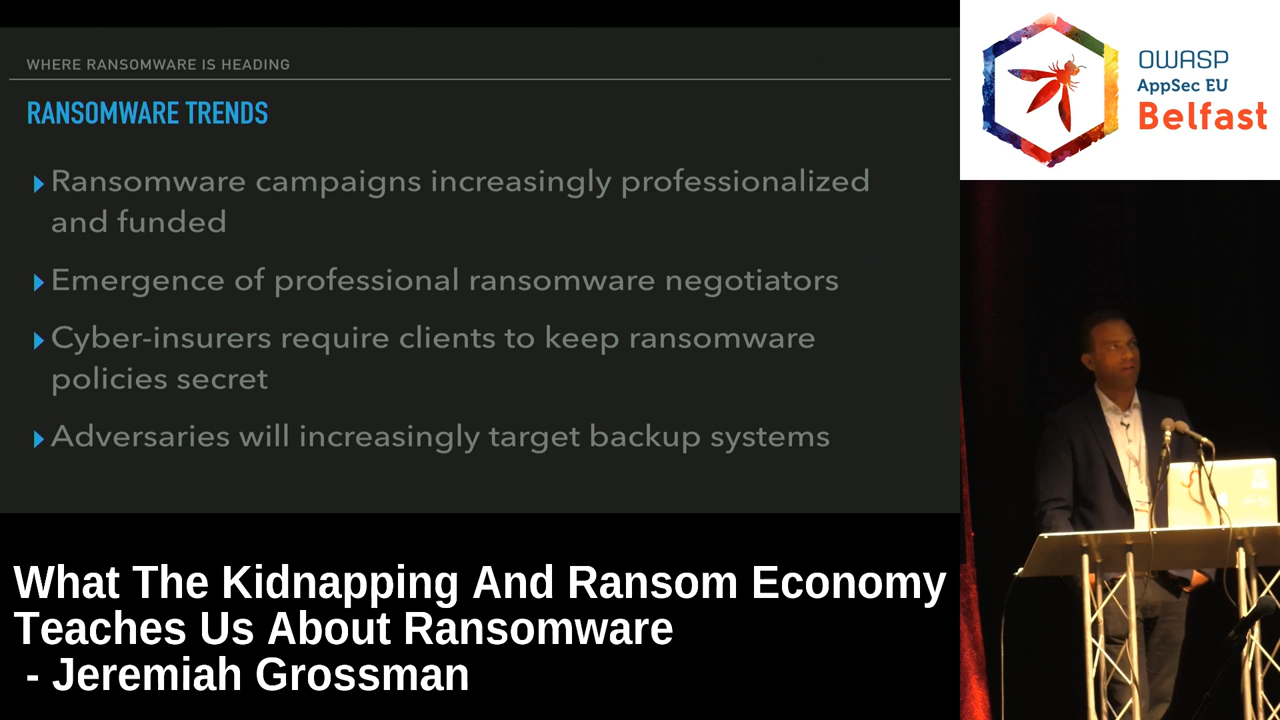 WHERE RANSOMWARE IS HEADING
RANSOMWARE TRENDS
Ransomware campaigns increasingly professionalized
and funded
Emergence of professional ransomware negotiators
Cyber-insurers require clients to keep ransomware
policies secret
Adversaries will increasingly target backup systems
OWASP
AppSec EU
Belfast
What The Kidnapping And Ransom Economy
Teaches Us About Ransomware
- Jeremiah Grossman